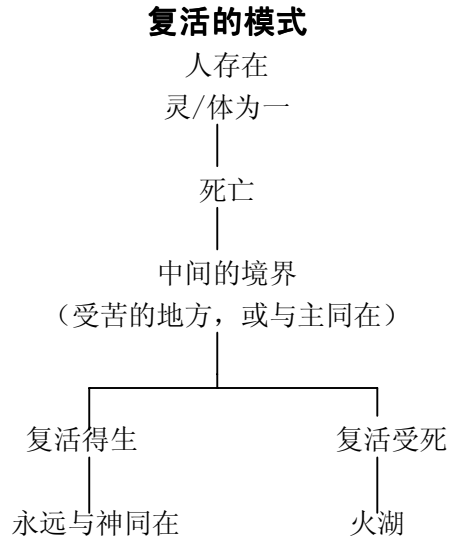 复活的模式
人存在
灵/体为一
死亡
中间的境界
（受苦的地方，或与主同在）
复活得生
复活受死
永远与神同在
火湖